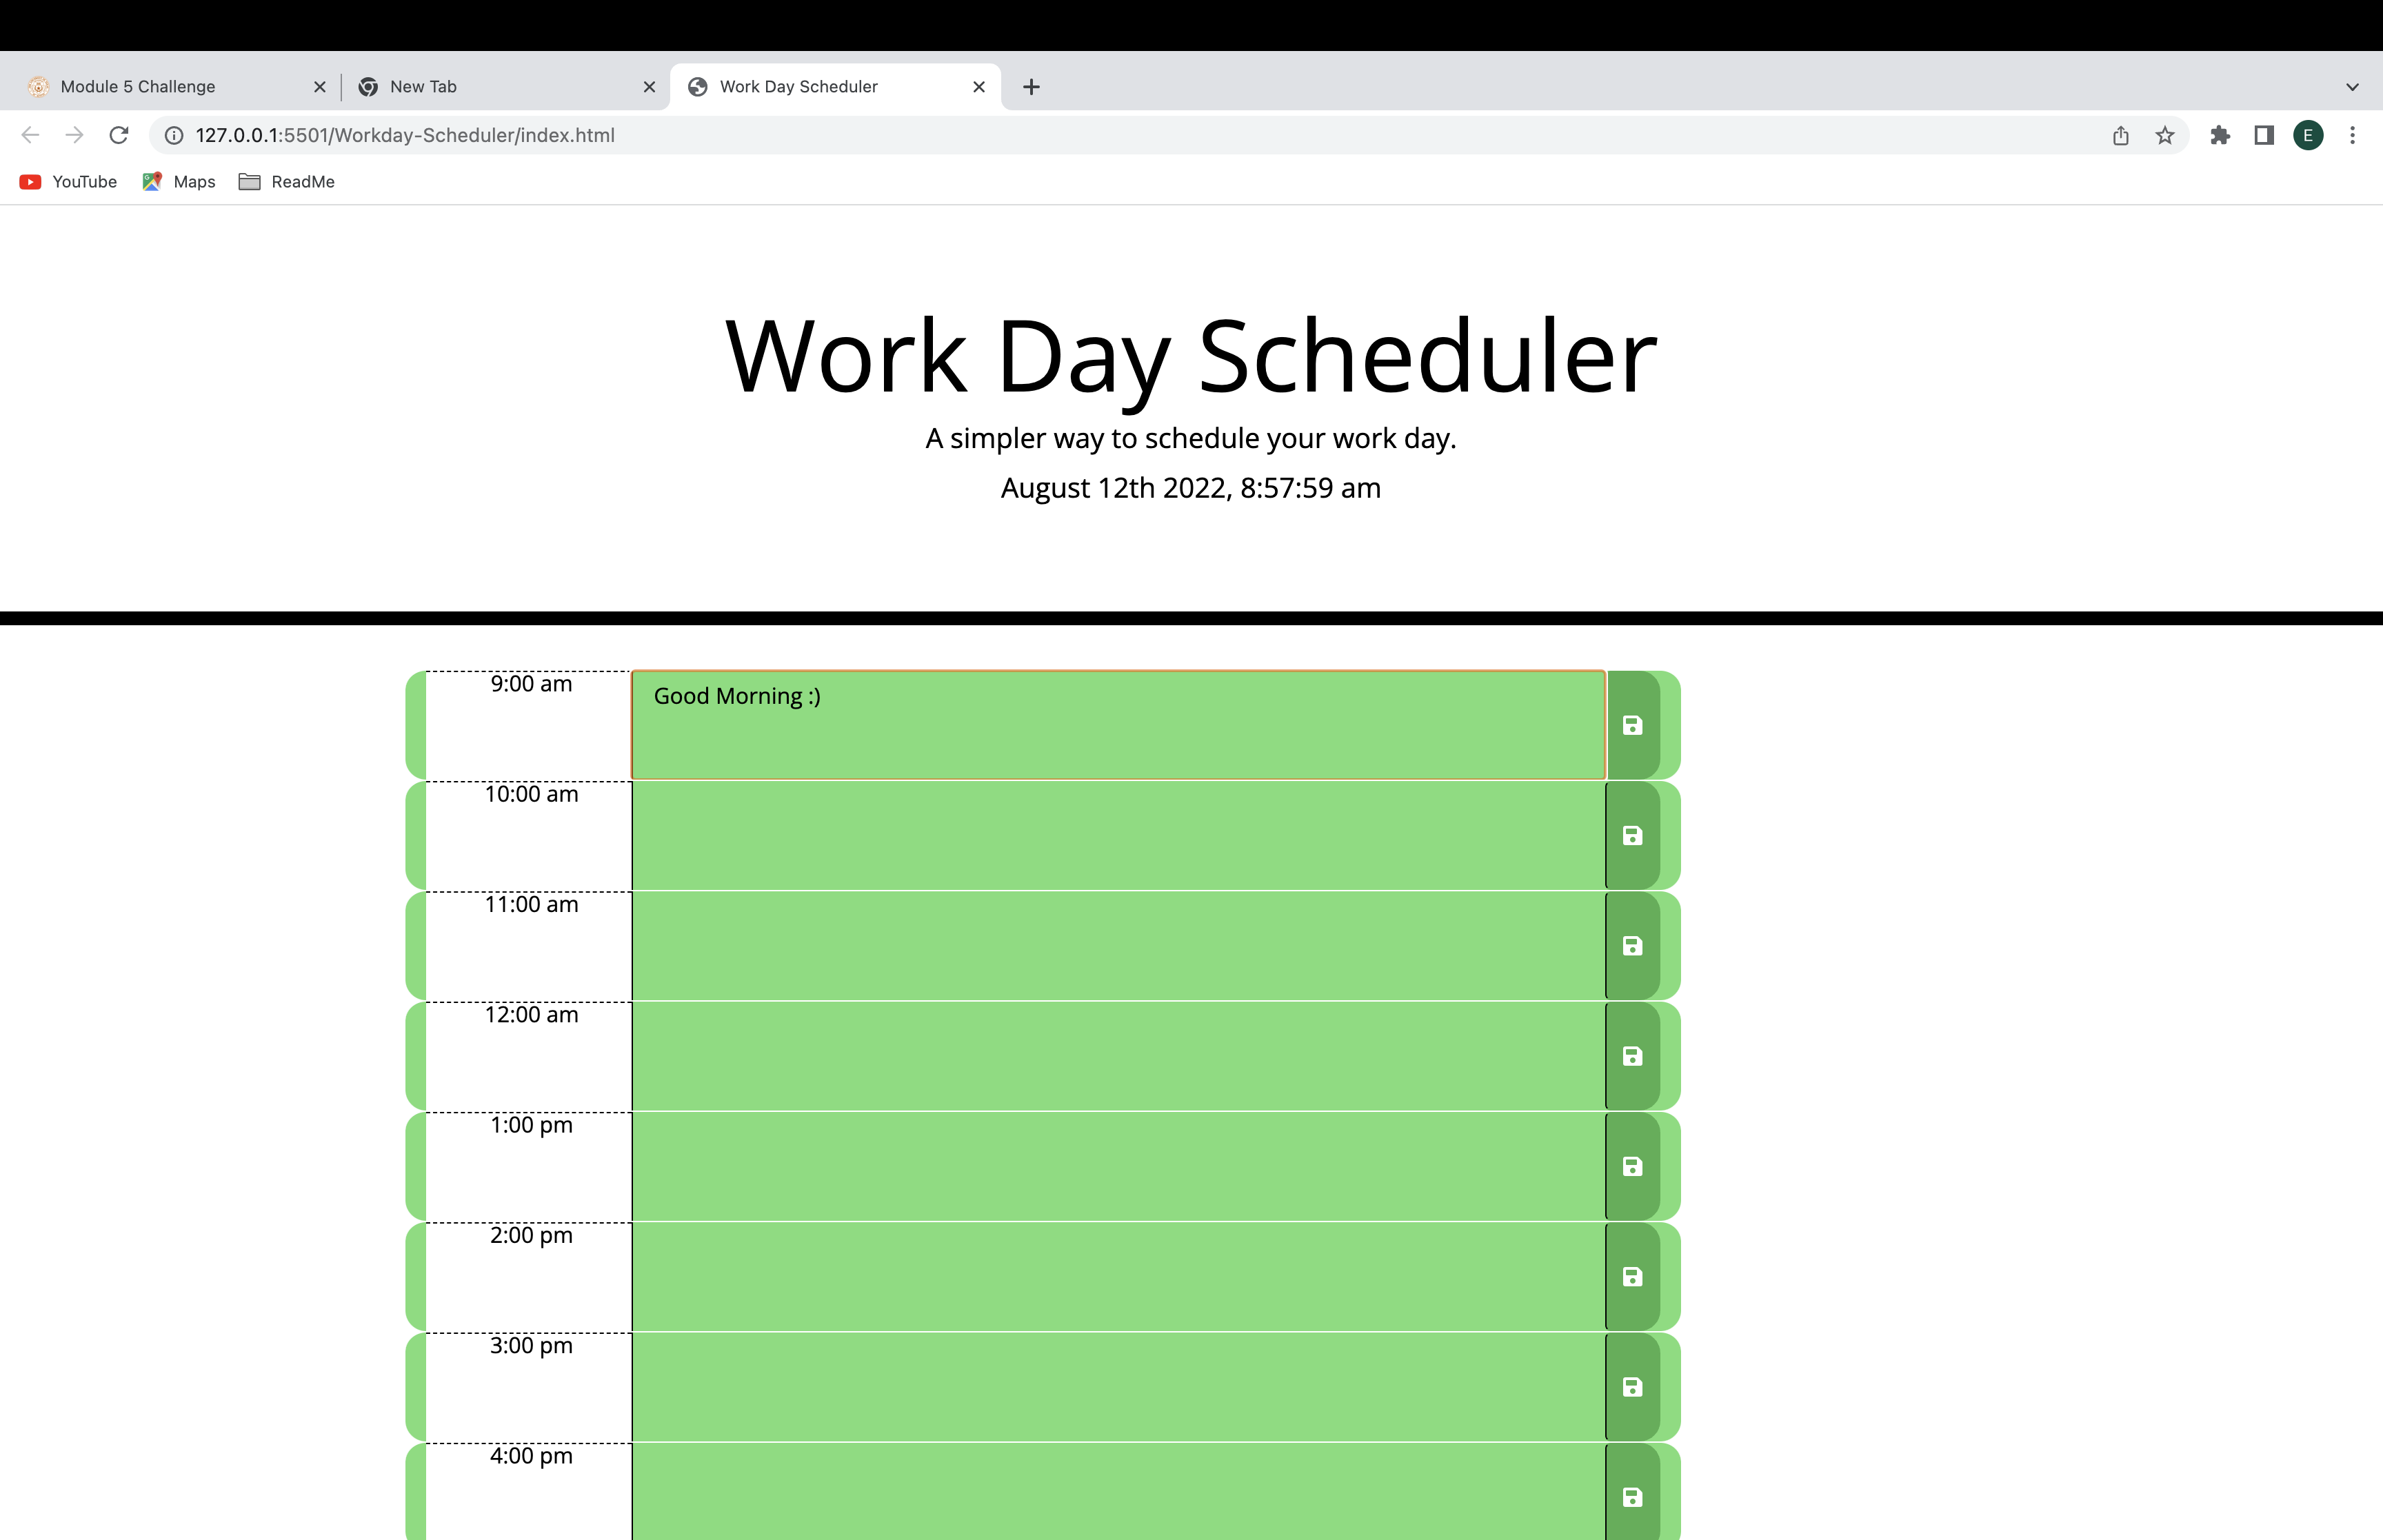 Module 5 Challenge
New Tab
Work Day Scheduler
127.0.0.1:5501/Workday-Scheduler/index.html
E
YouTube
Maps
ReadMe
Work Day Scheduler
A simpler way to schedule your work day.
August 12th 2022, 8:57:59 am
9:00 am
Good Morning :)
10:00 am
11:00 am
12:00 am
1:00 pm
2:00 pm
3:00 pm
4:00 pm